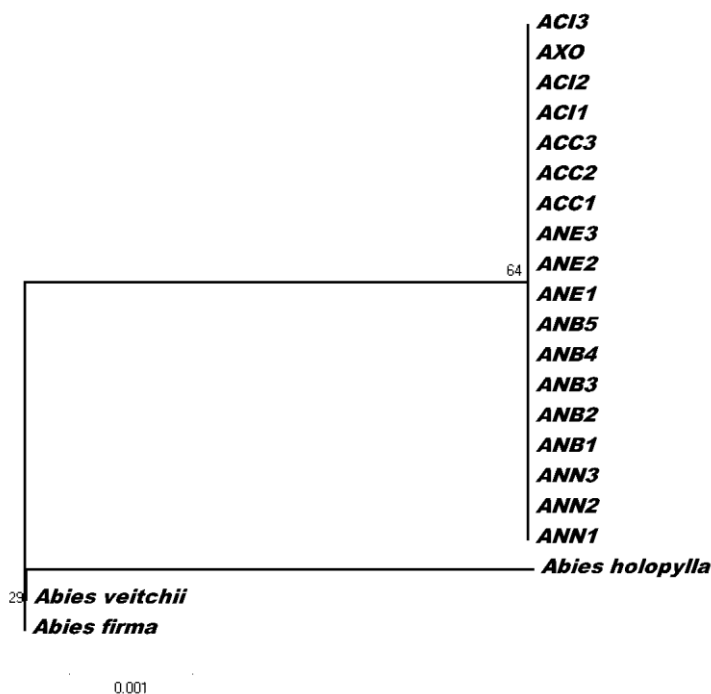 ACI3
AXO
ACI2
ACI1
ACC3
ACC2
ACC1
ANE3
64
ANE2
ANE1
ANB5
ANB4
ANB3
ANB2
ANB1
ANN3
ANN2
ANN1
Abies holopylla
29 Abies veitchii
Abies firma
0.001